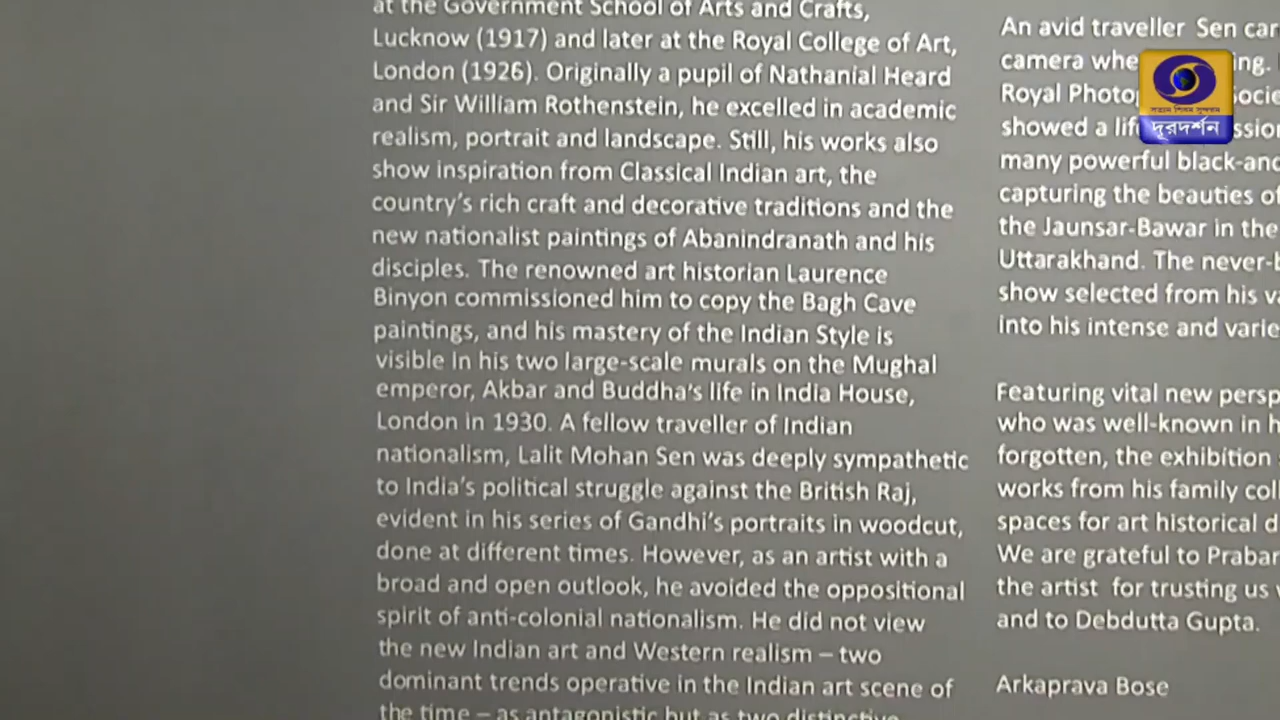 at the Government School of Arts and Crafts,
Lucknow (1917) and later at the Royal College of Art,
London (1926). Originally a pupil of Nathanial Heard
and Sir William Rothenstein, he excelled in academic
realism, portrait and landscape. Still, his works also
show inspiration from Classical Indian art, the
country's rich craft and decorative traditions and the
new nationalist paintings of Abanindranath and his
disciples. The renowned art historian Laurence
Binyon commissioned him to copy the Bagh Cave
paintings, and his mastery of the Indian Style is
visible In his two large-scale murals on the Mughal
emperor, Akbar and Buddha's life in India House,
London in 1930. A fellow traveller of Indian
nationalism, Lalit Mohan Sen was deeply sympathetic
to India's political struggle against the British Raj,
evident in his series of Gandhi's portraits in woodcut,
done at different times. However, as an artist with a
broad and open outlook, he avoided the oppositional
spirit of anti-colonial nationalism. He did not view
the new Indian art and Western realism – two
dominant trends operative in the Indian art scene of
the time – as antagonistic but as two distinctive
An avid traveller Sen
camera
Royal
showed a
many powerful
capturing the beauties
the Jaunsar-Bawar in the
Uttarakhand. The
show selected from his
into his intense and
Featuring vital new
who was well-known in
forgotten, the exhibition
works from his family
spaces for art historical
We are grateful to
the artist for trusting us
and to Debdutta Gupta.
Arkaprava Bose
সত্যম শিবম সুন্দরম
দূরদর্শন